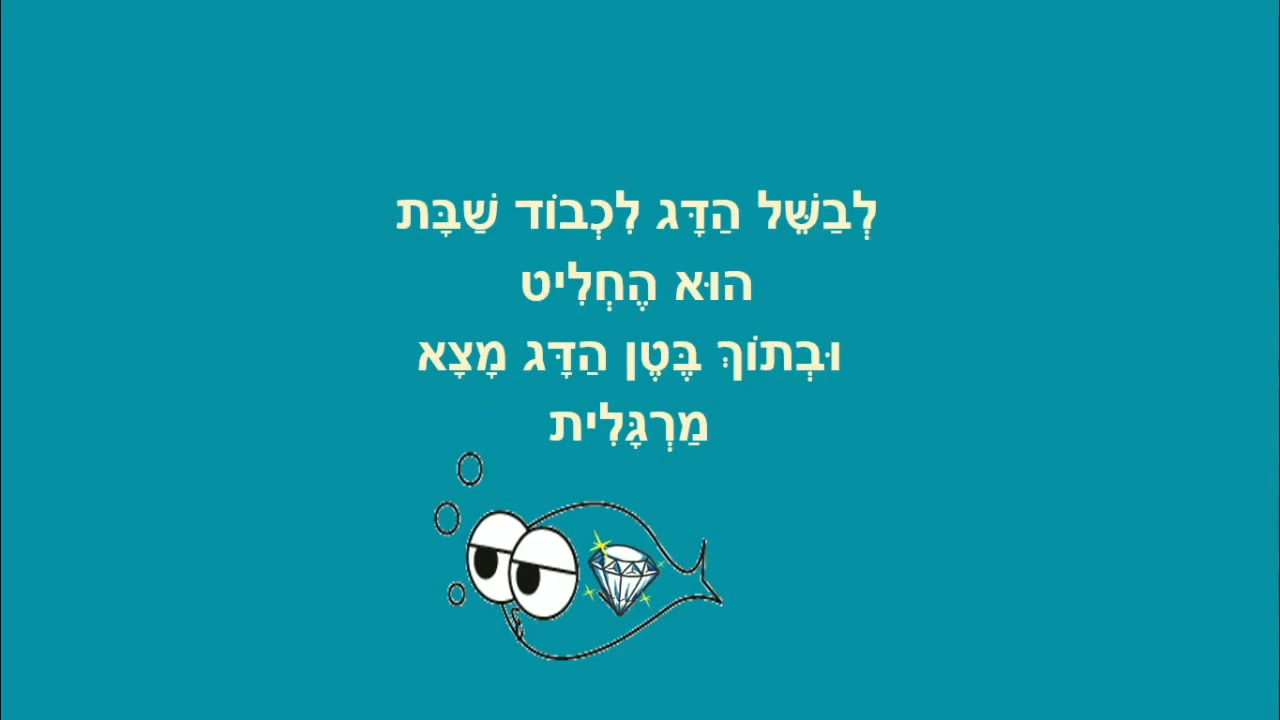 לְבַשֵּׁל הַדָּג לִכְבוֹד שַׁבָּת
הוּא הֶחְלִיט
וּבְתוֹךְ בֶּטֶן הַדָּג מָצָא
מַרְגָּלִית